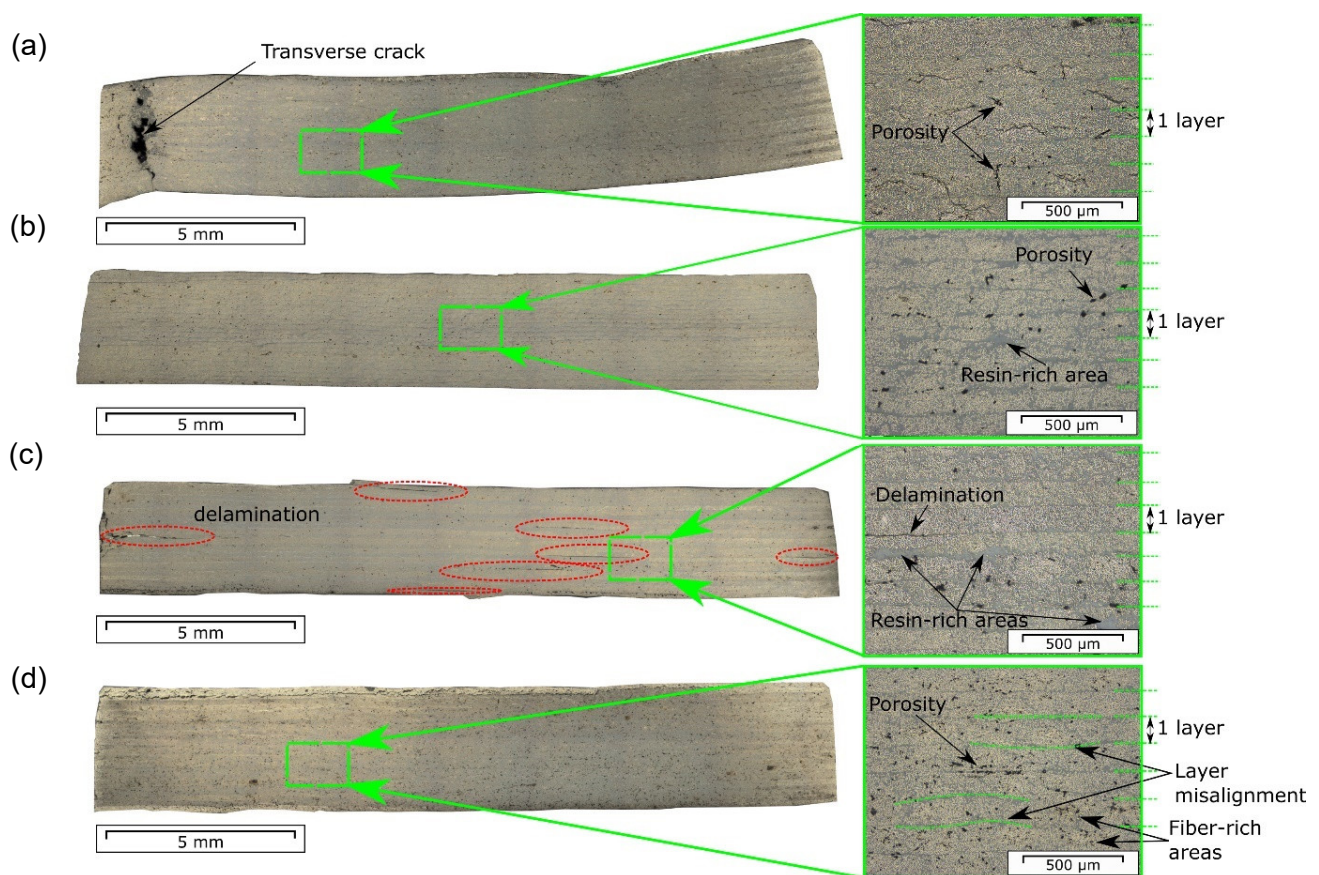 (a)
Transverse crack
Porosity
1 layer
500 µm
5 mm
(b)
Porosity
1 layer
Resin-rich area
500 µm
5 mm
(c)
delamination
Delamination
1 layer
Resin-rich areas
500 µm
5 mm
(d)
Porosity
1 layer
Layer
misalignment
Fiber-rich
areas
500 µm
5 mm